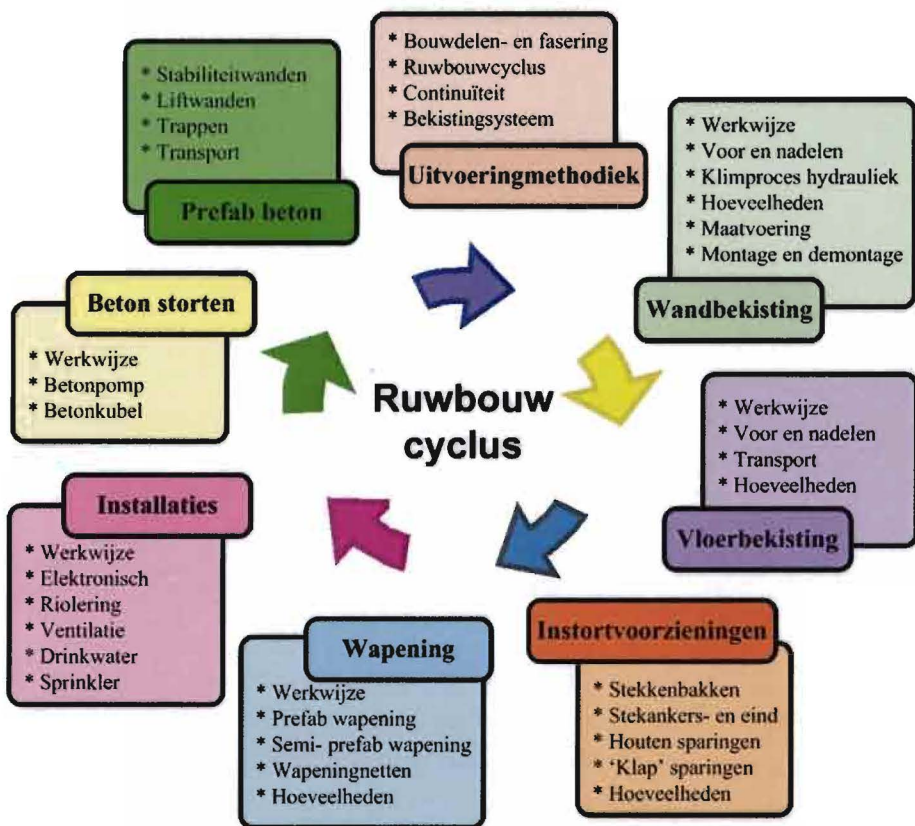 * Stabiliteitwanden
* Liftwanden
* Trappen
* Transport
Prefab beton
* Bouwdelen- en fasering
* Ruwbouwcyclus
* Continuïteit
* Bekistingsysteem
Uitvoeringmethodiek
* Werkwijze
* Voor en nadelen
* Klimproces hydrauliek
* Hoeveelheden
* Maatvoering
* Montage en demontage
Wandbekisting
Beton storten
* Werkwijze
* Betonpomp
* Betonkubel
Ruwbouw
cyclus
* Werkwijze
* Voor en nadelen
* Transport
* Hoeveelheden
Vloerbekisting
Installaties
* Werkwijze
* Elektronisch
* Riolering
* Ventilatie
* Drinkwater
* Sprinkler
Wapening
* Werkwijze
* Prefab wapening
* Semi- prefab wapening
* Wapeningnetten
* Hoeveelheden
Instortvoorzieningen
* Stekkenbakken
* Stekankers- en eind
* Houten sparingen
* ‘Klap’ sparingen
* Hoeveelheden